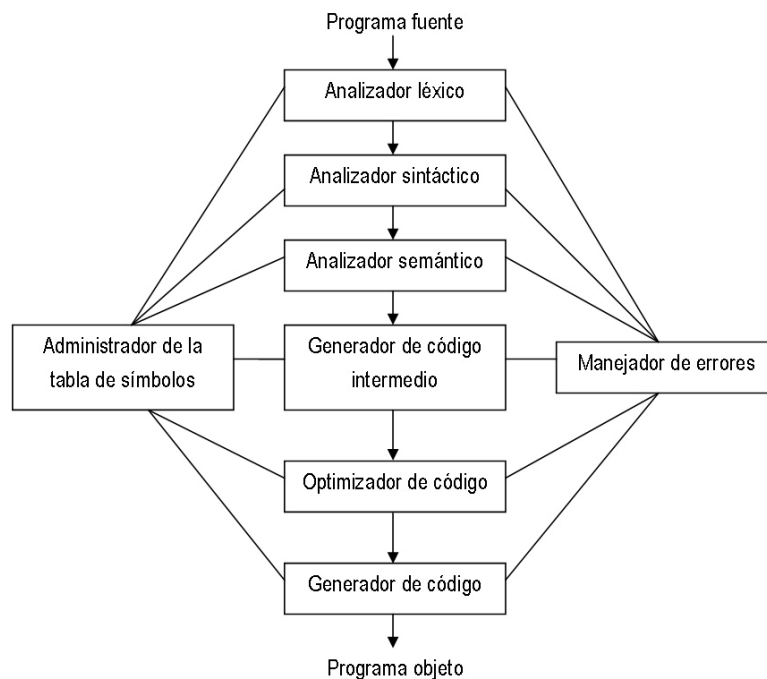 Programa fuente
Analizador léxico
Analizador sintáctico
Analizador semántico
Administrador de la
tabla de símbolos
Generador de código
intermedio
Manejador de errores
Optimizador de código
Generador de código
Programa objeto